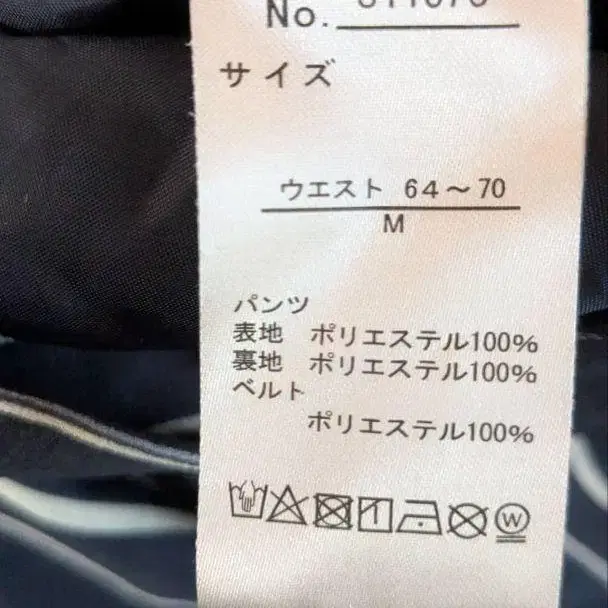 No.
サイズ
ウエスト 64～70
M
パンツ
表地 ポリエステル100%
裏地 ポリエステル100%
ベルト
ポリエステル100%
W